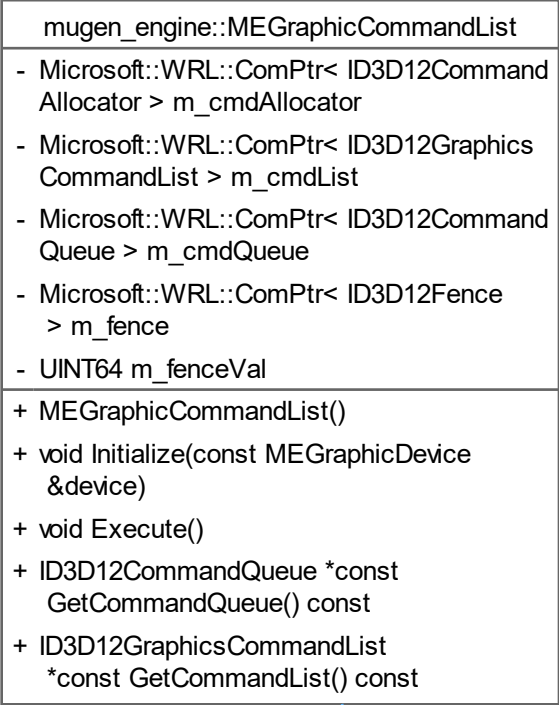 mugen_engine::MEGraphicCommandList
- Microsoft::WRL::ComPtr< ID3D12Command
Allocator > m_cmdAllocator
- Microsoft::WRL::ComPtr< ID3D12Graphics
CommandList > m_cmdList
- Microsoft::WRL::ComPtr< ID3D12Command
Queue > m_cmdQueue
- Microsoft::WRL::ComPtr< ID3D12Fence
> m_fence
- UINT64 m_fenceVal
+ MEGraphicCommandList()
+ void Initialize(const MEGraphicDevice
&device)
+ void Execute()
+ ID3D12CommandQueue *const
GetCommandQueue() const
+ ID3D12GraphicsCommandList
*const GetCommandList() const